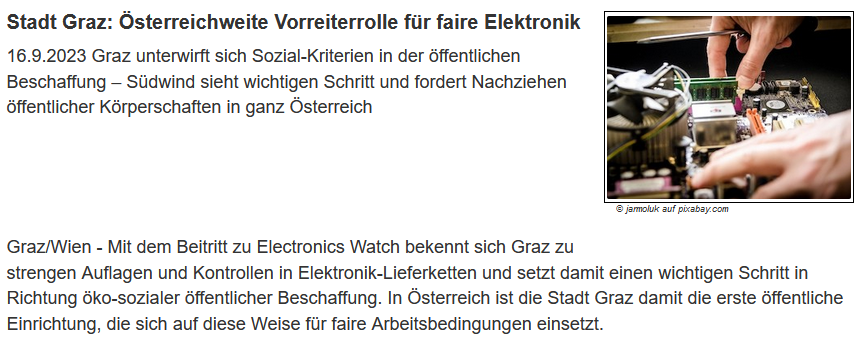 Stadt Graz: Österreichweite Vorreiterrolle für faire Elektronik
16.9.2023 Graz unterwirft sich Sozial-Kriterien in der öffentlichen
Beschaffung – Südwind sieht wichtigen Schritt und fordert Nachziehen
öffentlicher Körperschaften in ganz Österreich
© jarmoluk auf pixabay.com
Graz/Wien - Mit dem Beitritt zu Electronics Watch bekennt sich Graz zu
strengen Auflagen und Kontrollen in Elektronik-Lieferketten und setzt damit einen wichtigen Schritt in
Richtung öko-sozialer öffentlicher Beschaffung. In Österreich ist die Stadt Graz damit die erste öffentliche
Einrichtung, die sich auf diese Weise für faire Arbeitsbedingungen einsetzt.